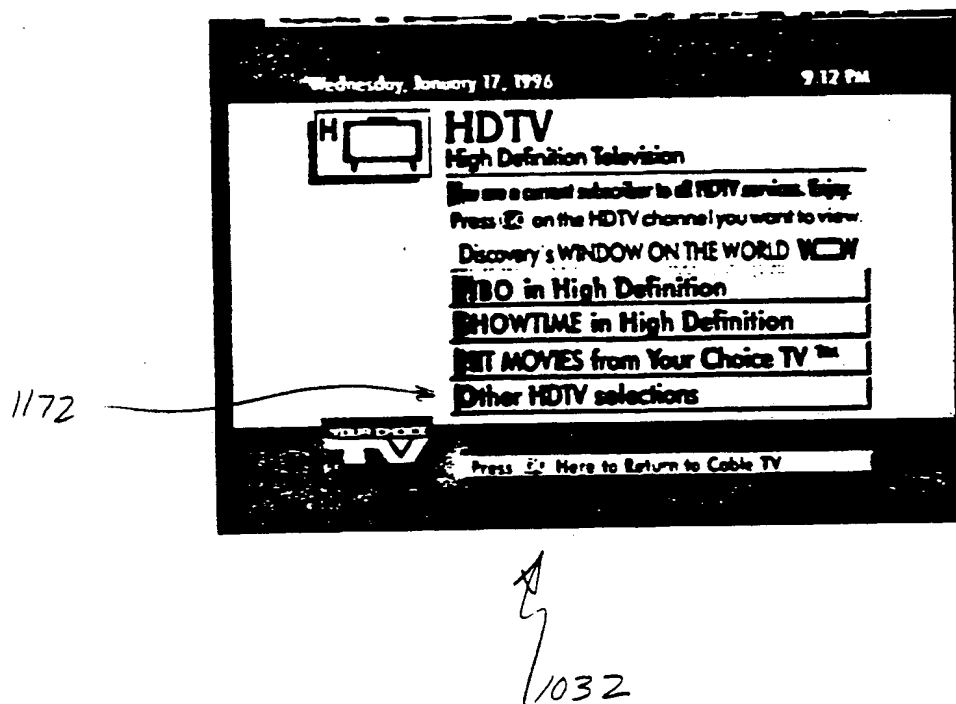 Wednesday, January 17, 1996 9:12 PM
H
HDTV
High Definition Television
You are a current subscriber to all HDTV services. Enjoy.
Press OK on the HDTV channel you want to view.
Discovery's WINDOW ON THE WORLD WOW
HBO in High Definition
SHOWTIME in High Definition
HIT MOVIES from Your Choice TV ™
Other HDTV selections
1172
YOUR CHOICE
TV
Press Here to Return to Cable TV
1032